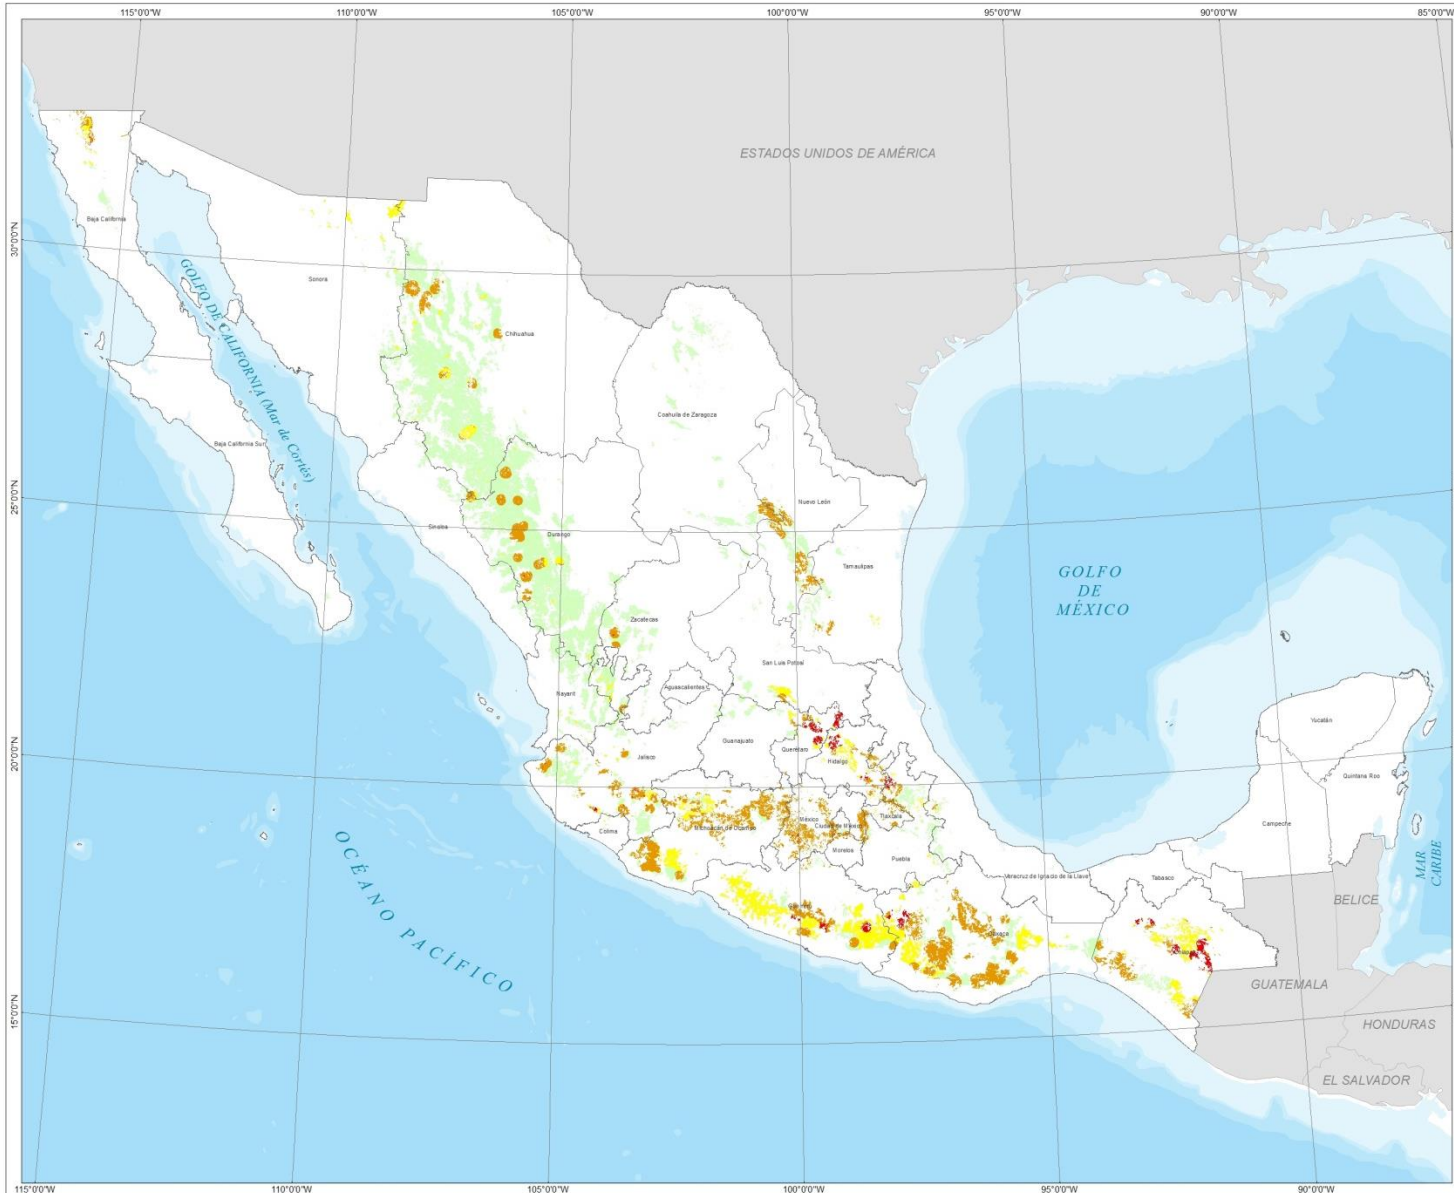 115°0'0"W
110°0'0"W
105°0'0"W
100°0'0"W
95°0'0"W
90°0'0"W
85°0'0"W
ESTADOS UNIDOS DE AMÉRICA
Baja California
30°0'0"N
Sonora
GOLFO DE CALIFORNIA (Mar de Cortés)
Chihuahua
Coahuila de Zaragoza
Baja California Sur
25°0'0"N
Nuevo León
Sinaloa
Durango
Tamaulipas
GOLFO
DE
MÉXICO
Zacatecas
San Luis Potosí
Nayarit
Aguascalientes
Yucatán
20°0'0"N
Guanajuato
Querétaro
Jalisco
Hidalgo
Quintana Roo
México
Tlaxcala
Ciudad de México
Michoacán de Ocampo
Colima
Campeche
Morelos
Puebla
MAR
CARIBE
Veracruz de Ignacio de la Llave
Tabasco
BELICE
OCÉANO PACÍFICO
Oaxaca
GUATEMALA
15°0'0"N
HONDURAS
EL SALVADOR
115°0'0"W
110°0'0"W
105°0'0"W
100°0'0"W
95°0'0"W
90°0'0"W